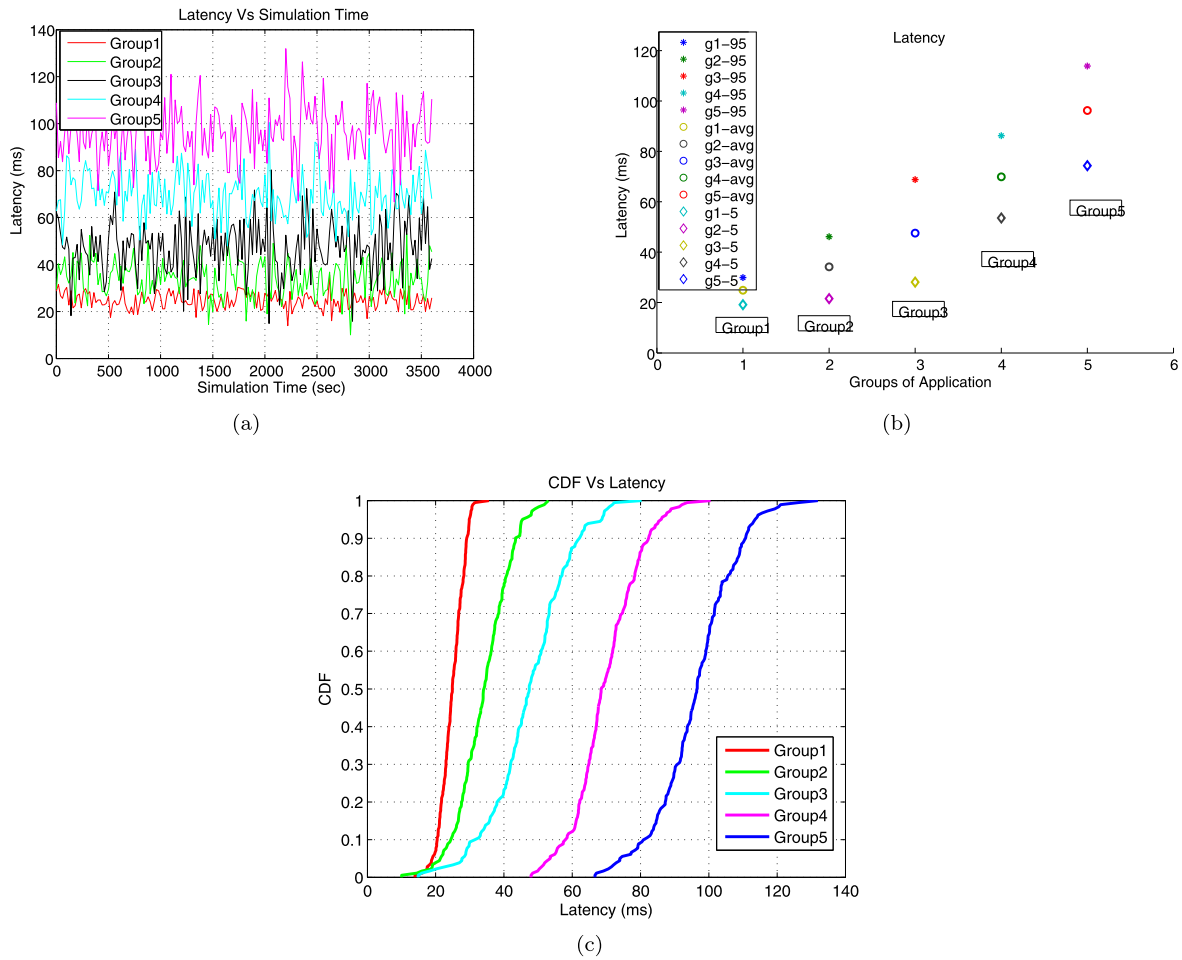 Latency Vs Simulation Time
140
120
100
80
60
40
20
0
Latency (ms)
Group1
Group2
Group3
Group4
Group5
0 500 1000 1500 2000 2500 3000 3500 4000
Simulation Time (sec)
(a)
Latency
120
100
80
60
40
20
0
Latency (ms)
g1-95
g2-95
g3-95
g4-95
g5-95
g1-avg
g2-avg
g3-avg
g4-avg
g5-avg
g1-5
g2-5
g3-5
g4-5
g5-5
Group1
Group2
Group3
Group4
Group5
0 1 2 3 4 5 6
Groups of Application
(b)
CDF Vs Latency
1
0.9
0.8
0.7
0.6
0.5
0.4
0.3
0.2
0.1
0
CDF
Group1
Group2
Group3
Group4
Group5
0 20 40 60 80 100 120 140
Latency (ms)
(c)